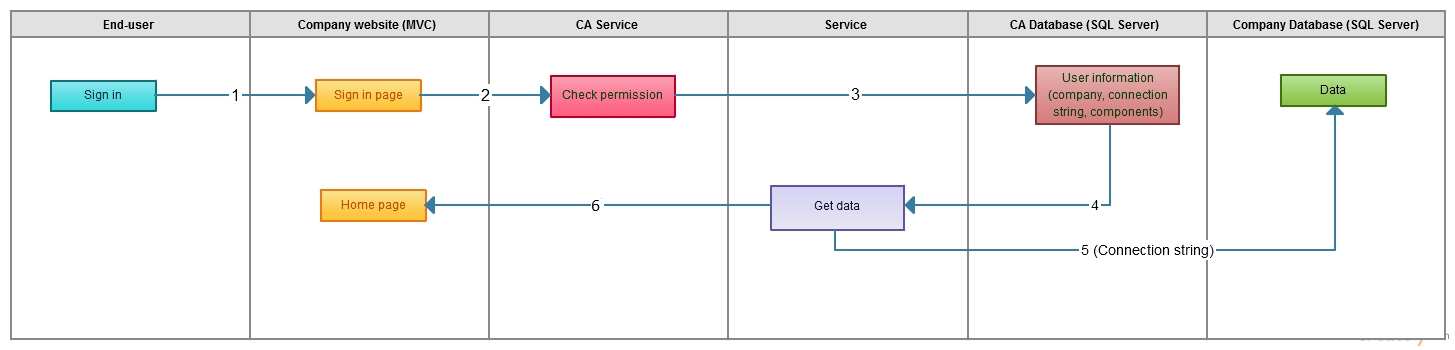 End-user
Company website (MVC)
CA Service
Service
CA Database (SQL Server)
Company Database (SQL Server)
Sign in
1
Sign in page
2
Check permission
3
User information
(company, connection
string, components)
Data
Home page
6
Get data
4
5 (Connection string)